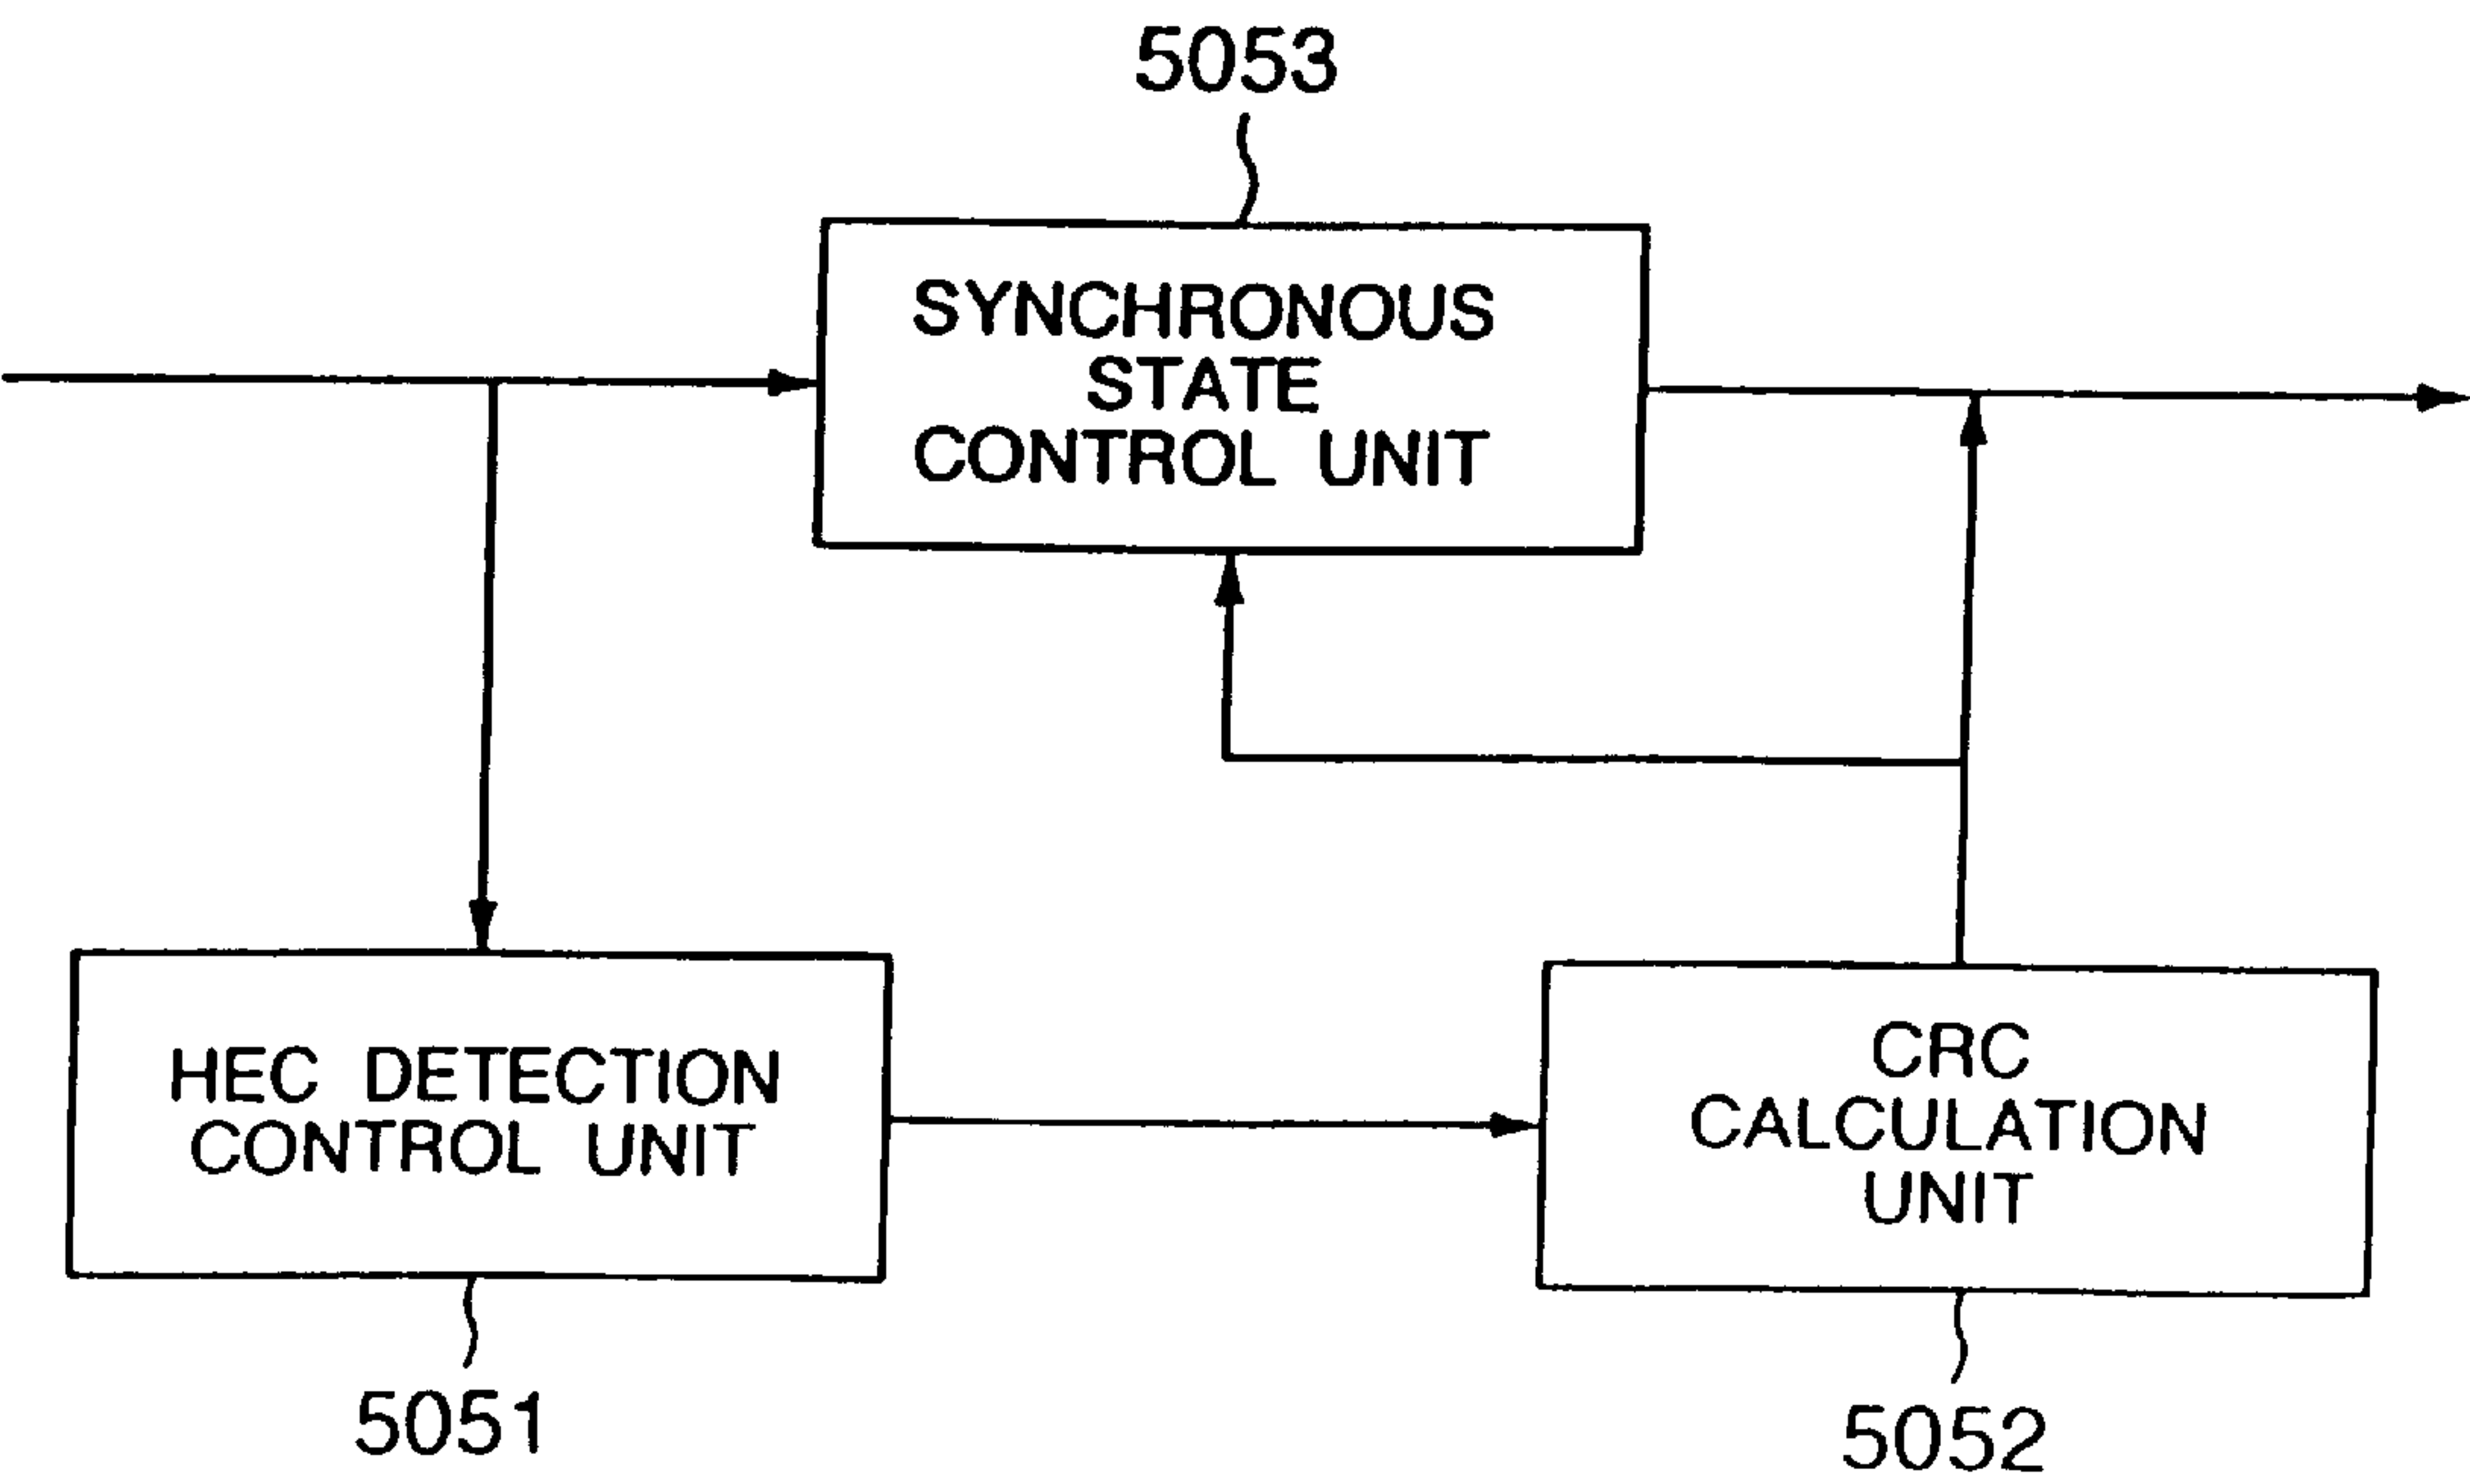 5053
SYNCHRONOUS
STATE
CONTROL UNIT
HEC DETECTION
CONTROL UNIT
5051
CRC
CALCULATION
UNIT
5052